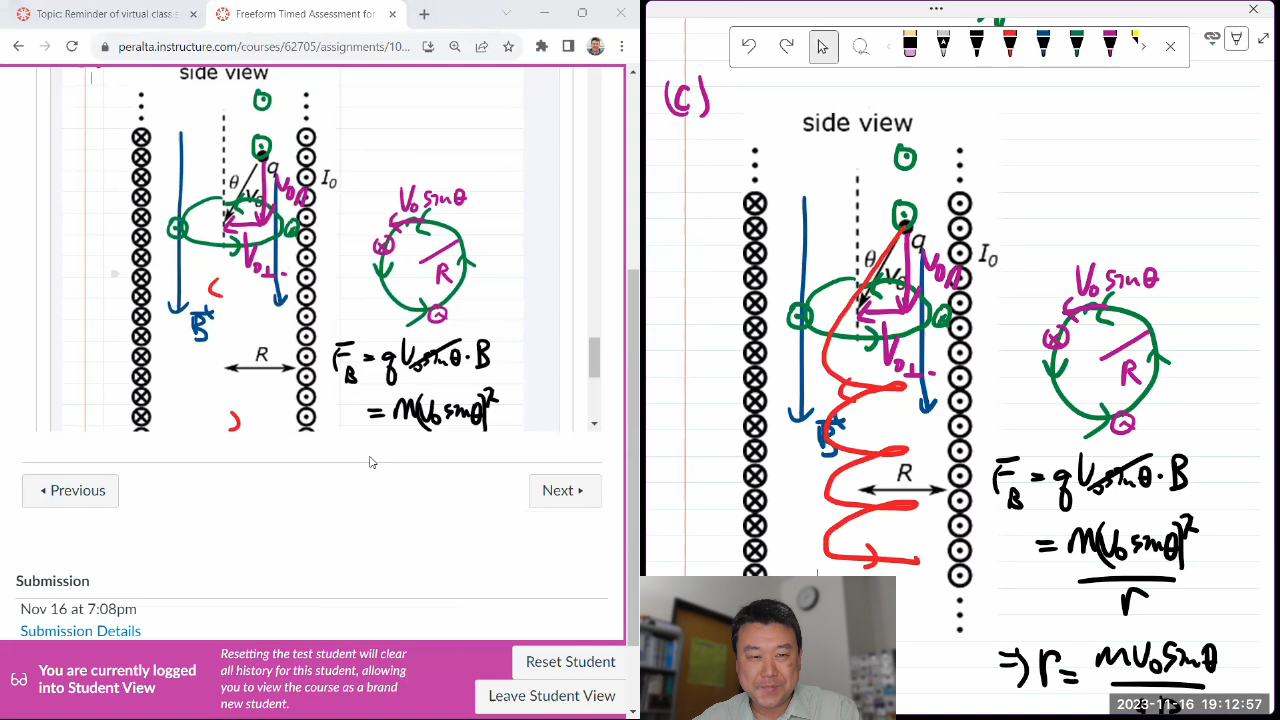 Topic: Reminder of virtual classe
Freeform Timed Assessment for
peralta.instructure.com/courses/62705/assignments/10...
side view
q
θ
V₀
I₀
V₀∥
V₀⊥
B
V₀ sinθ
R
R
F_B = q V₀ sinθ · B
= m(V₀ sinθ)²
Previous
Next
Submission
Nov 16 at 7:08pm
Submission Details
You are currently logged
into Student View
Resetting the test student will clear
all history for this student, allowing
you to view the course as a brand
new student.
Reset Student
Leave Student View
(c)
side view
q
θ
V₀
I₀
V₀∥
V₀⊥
B
V₀ sinθ
R
R
F_B = q V₀ sinθ · B
= m(V₀ sinθ)²
r
⇒ r = mV₀ sinθ
2023-11-16 19:12:57